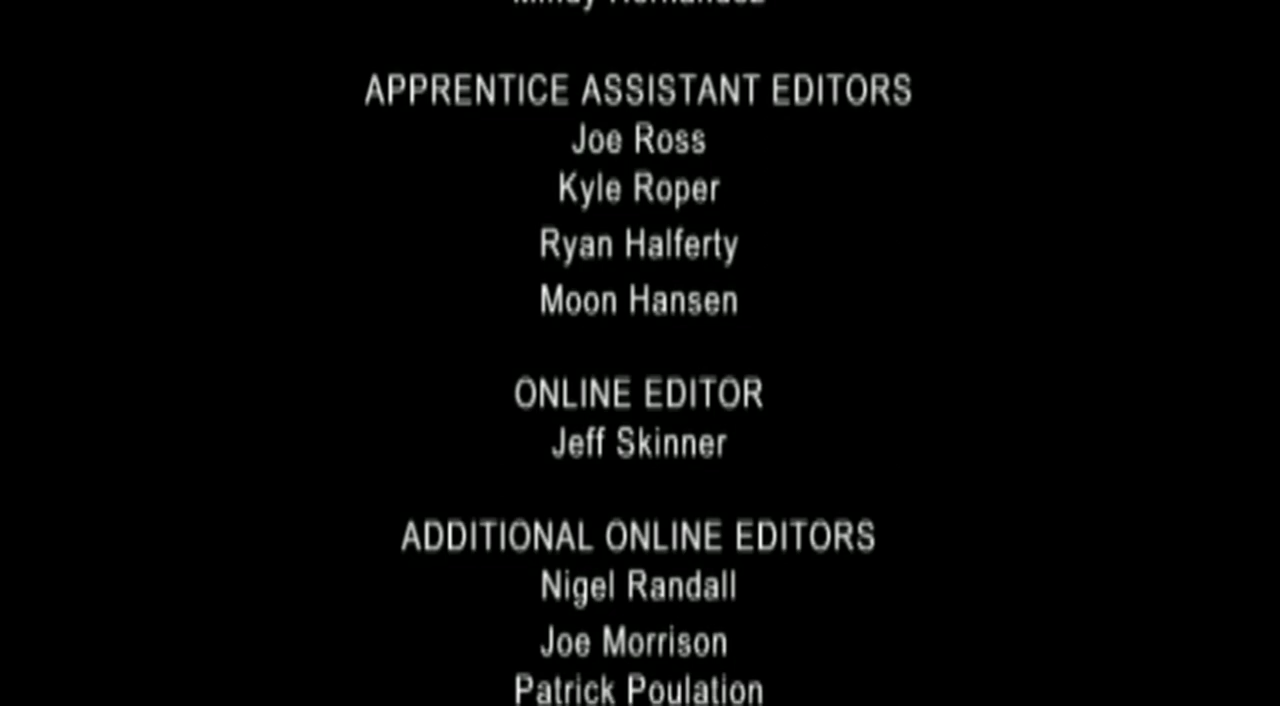 APPRENTICE ASSISTANT EDITORS
Joe Ross
Kyle Roper
Ryan Halferty
Moon Hansen
ONLINE EDITOR
Jeff Skinner
ADDITIONAL ONLINE EDITORS
Nigel Randall
Joe Morrison
Patrick Poulation